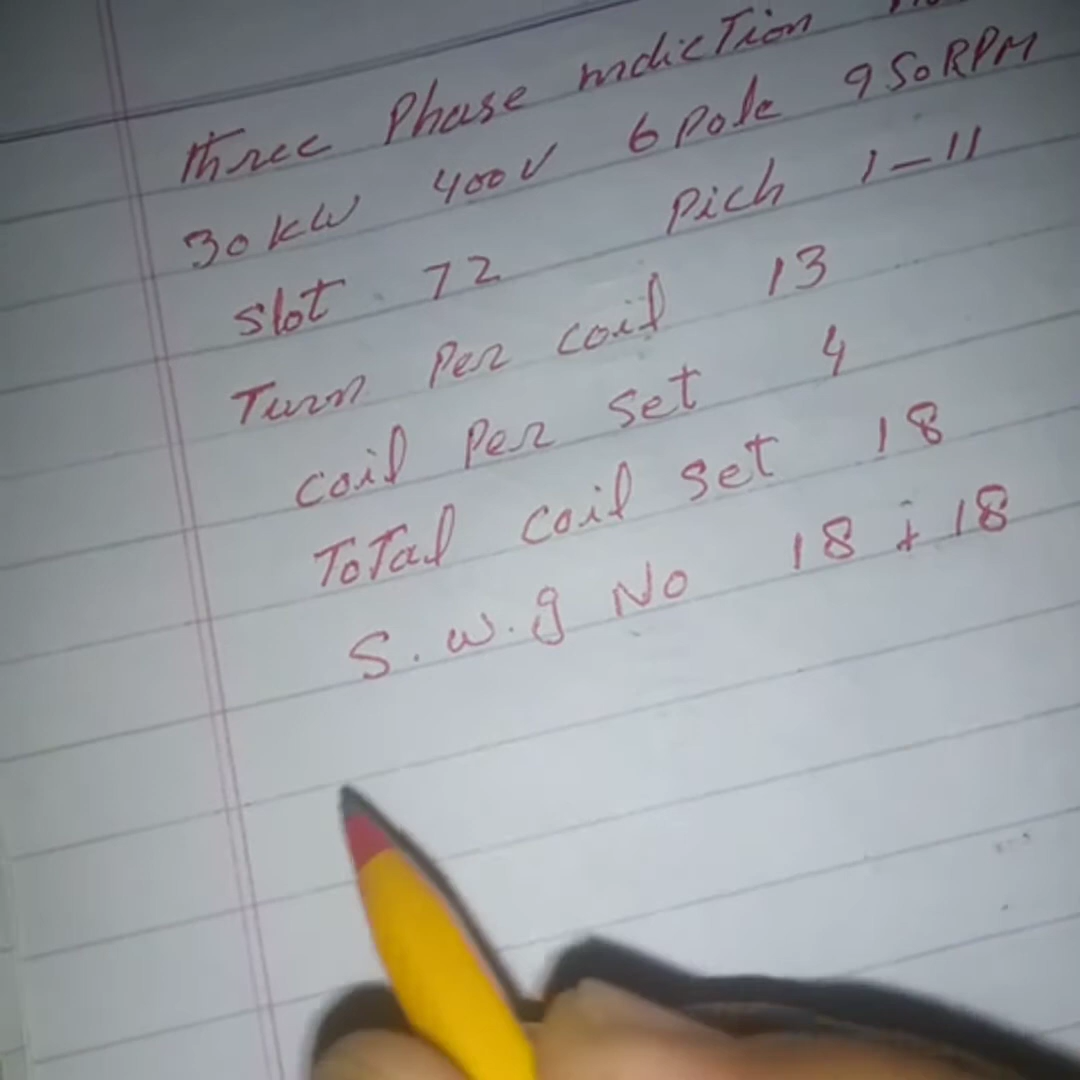 three Phase indiction
30 kW 400V 6 pole 950 RPM
Slot 72 Pich 1-11
Turn Per coil 13
coil Per set 4
ToTal coil set 18
S.w.g No 18 + 18